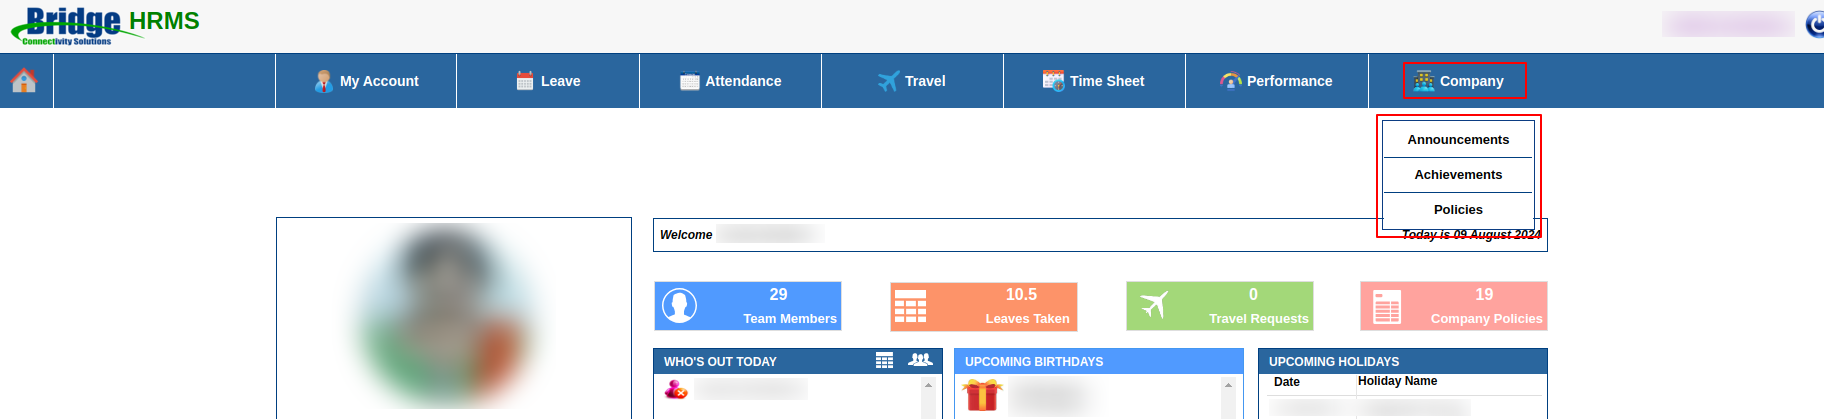 Bridge HRMS
Connectivity Solutions
My Account Leave Attendance Travel Time Sheet Performance Company
Announcements
Achievements
Policies
Welcome
Today is 09 August 2024
29
Team Members
10.5
Leaves Taken
0
Travel Requests
19
Company Policies
WHO'S OUT TODAY
UPCOMING BIRTHDAYS
UPCOMING HOLIDAYS
Date Holiday Name